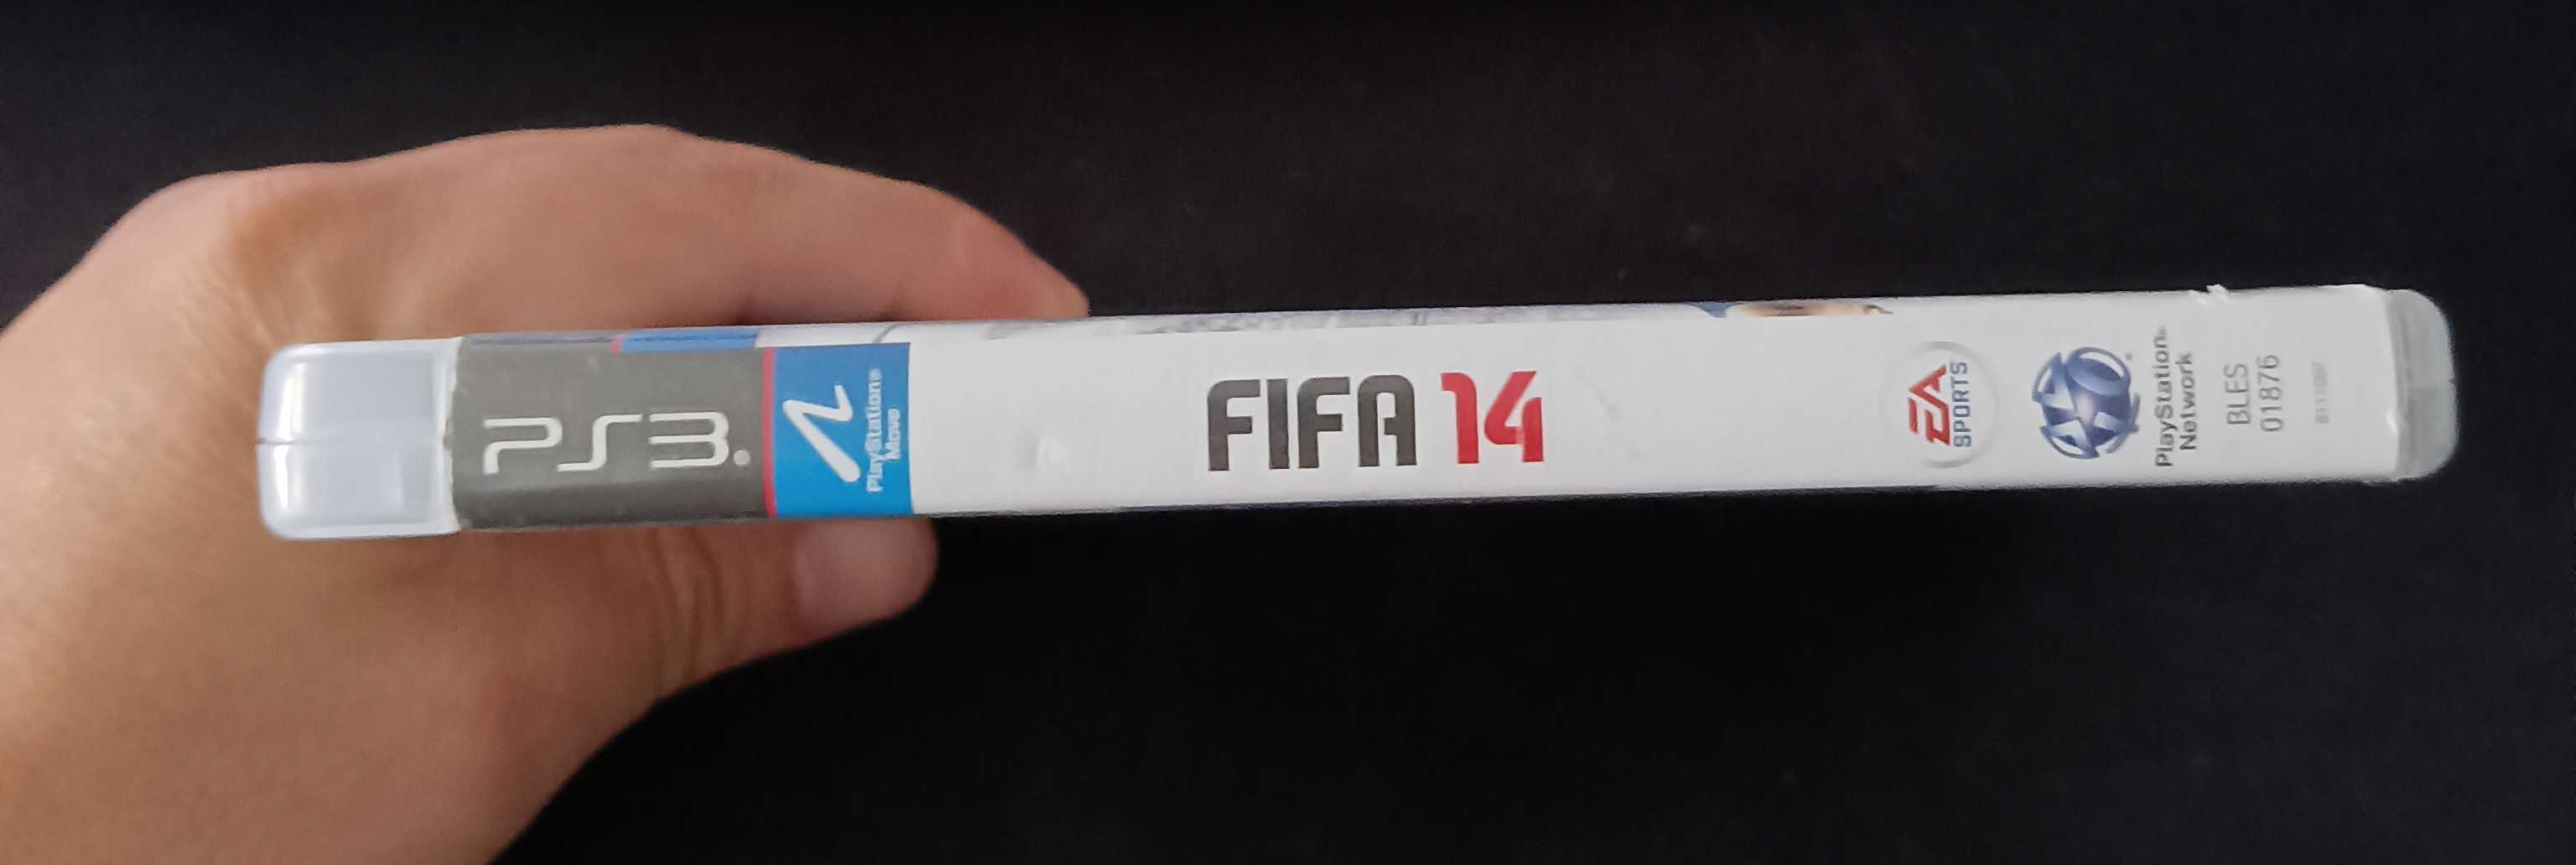 PS3
PlayStation®
Move
FIFA 14
EA
SPORTS
PlayStation®
Network
BLES
01876